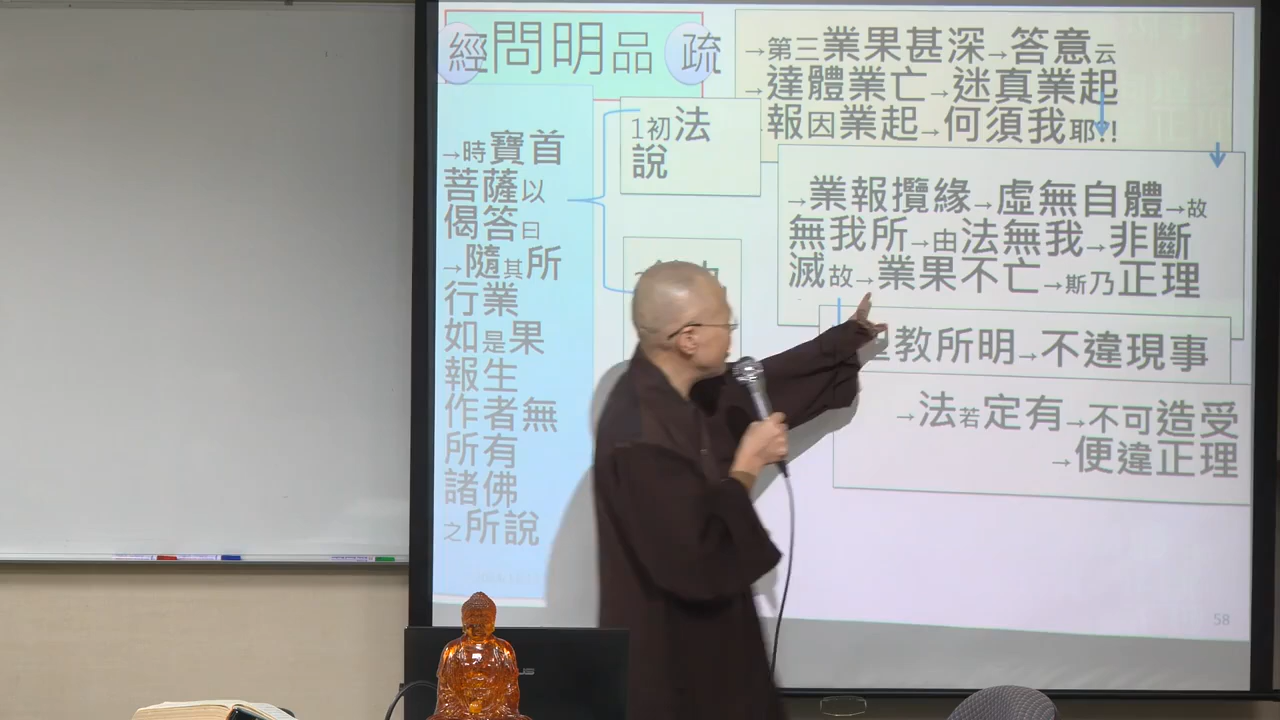 經問明品 疏
→時寶首
菩薩以
偈答曰
→隨其所
行業
如是果
報生
作者無
所有
諸佛
之所說
1初法
說
→第三業果甚深→答意云
→達體業亡→迷真業起
報因業起→何須我耶!!
→業報攬緣→虛無自體→故
無我所→由法無我→非斷
滅故→業果不亡→斯乃正理
教所明→不違現事
→法若定有→不可造受
→便違正理
58